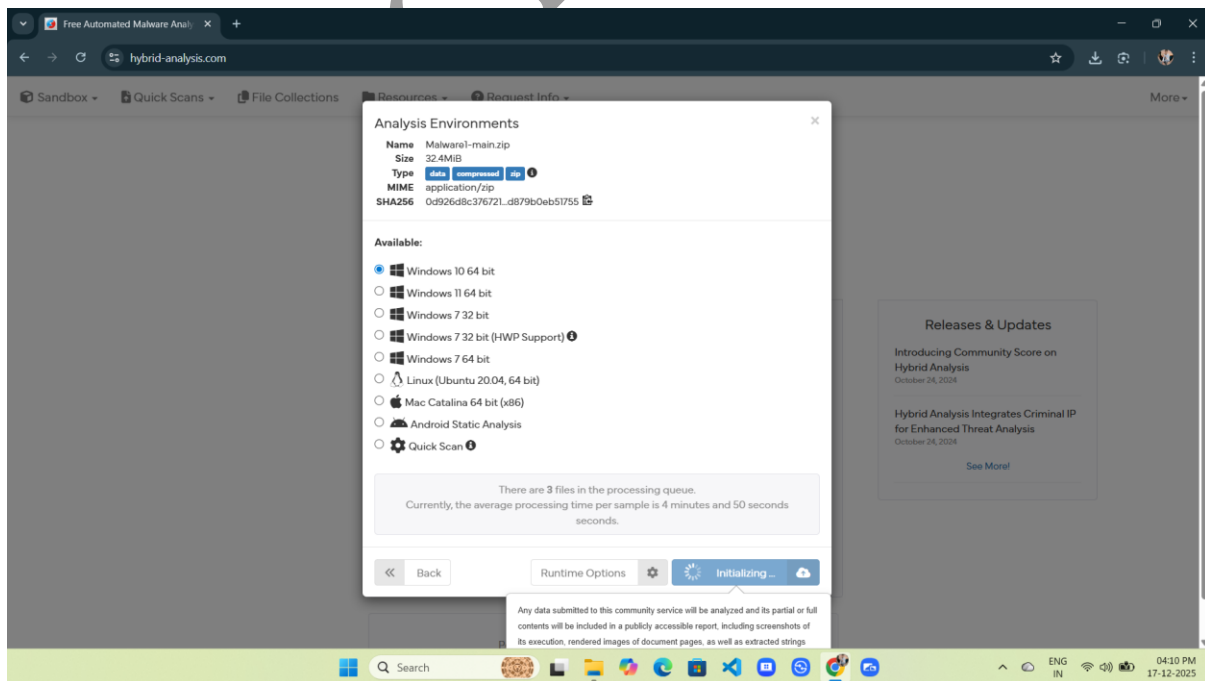 Free Automated Malware Analy
hybrid-analysis.com
Sandbox Quick Scans File Collections Resources Request Info More
Analysis Environments
Name Malware1-main.zip
Size 32.4MiB
Type data compressed zip
MIME application/zip
SHA256 0d926d8c376721...d879b0eb51755
Available:
Windows 10 64 bit
Windows 11 64 bit
Windows 7 32 bit
Windows 7 32 bit (HWP Support)
Windows 7 64 bit
Linux (Ubuntu 20.04, 64 bit)
Mac Catalina 64 bit (x86)
Android Static Analysis
Quick Scan
There are 3 files in the processing queue.
Currently, the average processing time per sample is 4 minutes and 50 seconds
seconds.
Back Runtime Options Initializing ...
Any data submitted to this community service will be analyzed and its partial or full
contents will be included in a publicly accessible report, including screenshots of
its execution, rendered images of document pages, as well as extracted strings
Releases & Updates
Introducing Community Score on
Hybrid Analysis
October 24, 2024
Hybrid Analysis Integrates Criminal IP
for Enhanced Threat Analysis
October 24, 2024
See More!
Search
ENG
IN
04:10 PM
17-12-2025